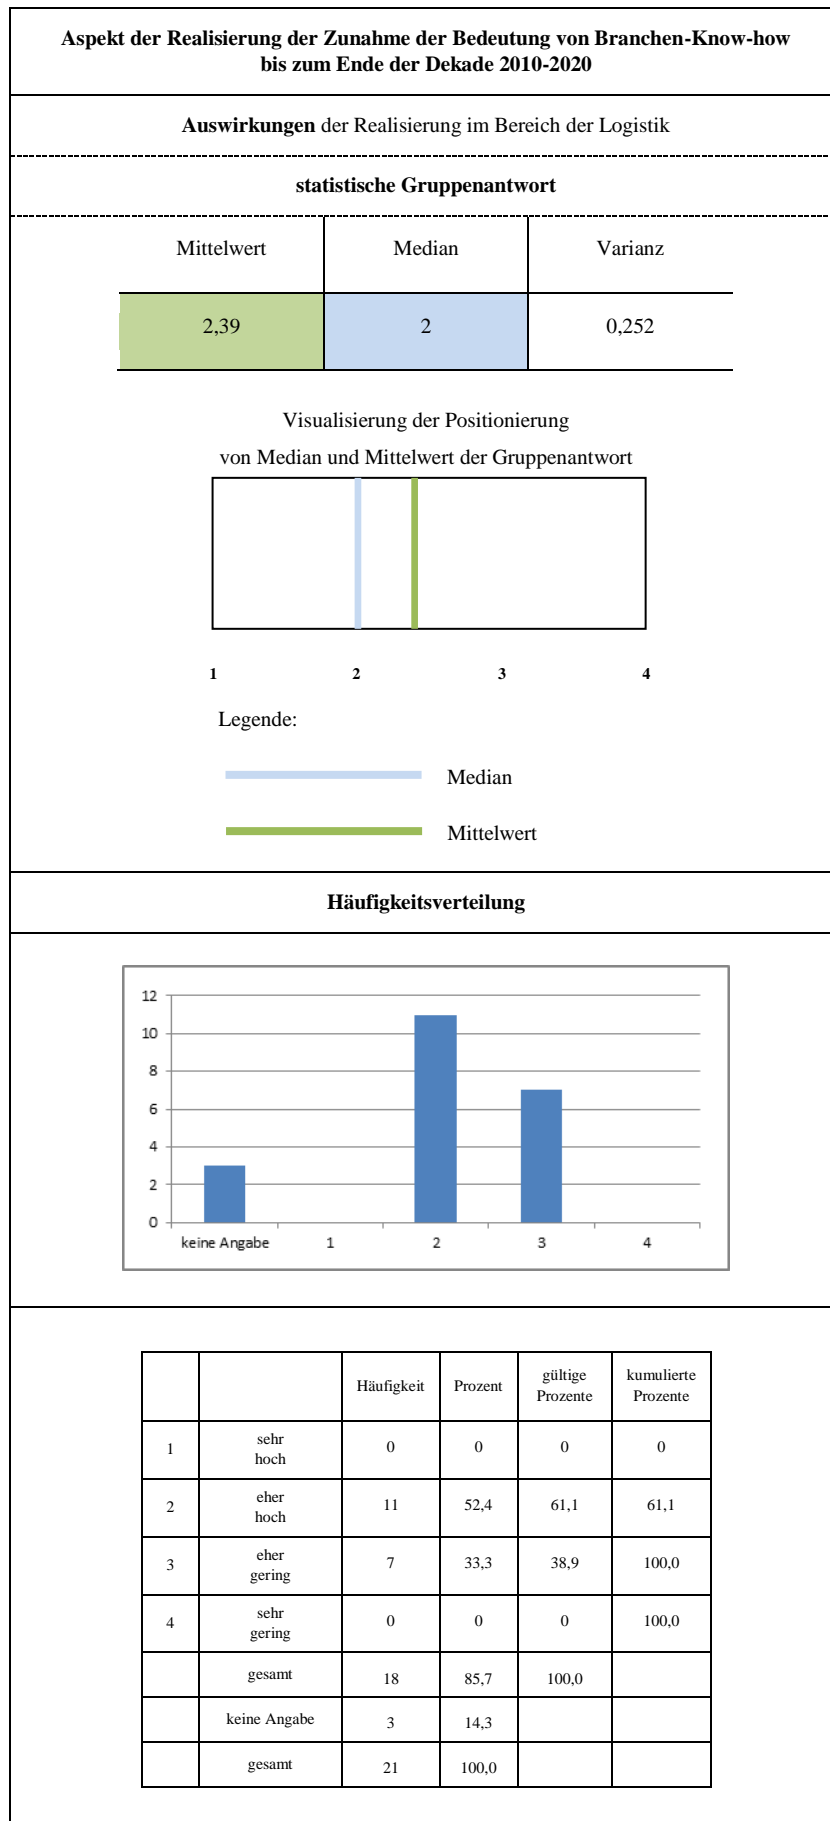 Aspekt der Realisierung der Zunahme der Bedeutung von Branchen-Know-how
bis zum Ende der Dekade 2010-2020
Auswirkungen der Realisierung im Bereich der Logistik
statistische Gruppenantwort
Mittelwert Median Varianz
2,39 2 0,252
Visualisierung der Positionierung
von Median und Mittelwert der Gruppenantwort
1 2 3 4
Legende:
Median
Mittelwert
Häufigkeitsverteilung
12
10
8
6
4
2
0
keine Angabe 1 2 3 4
Häufigkeit Prozent gültige Prozente kumulierte Prozente
1 sehr hoch 0 0 0 0
2 eher hoch 11 52,4 61,1 61,1
3 eher gering 7 33,3 38,9 100,0
4 sehr gering 0 0 0 100,0
gesamt 18 85,7 100,0
keine Angabe 3 14,3
gesamt 21 100,0